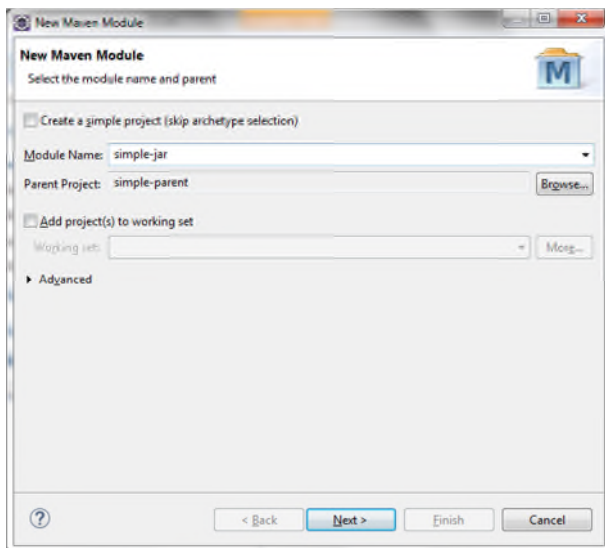 New Maven Module
New Maven Module
Select the module name and parent
M
Create a simple project (skip archetype selection)
Module Name: simple-jar
Parent Project: simple-parent Browse...
Add project(s) to working set
Working set: More...
Advanced
? < Back Next > Finish Cancel